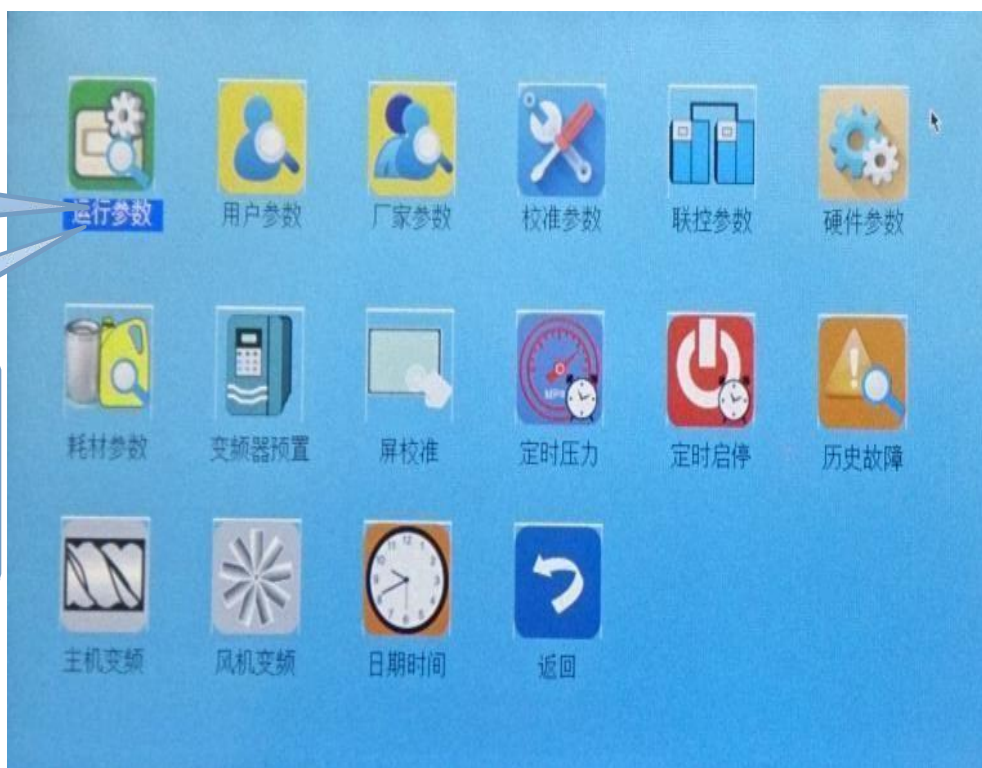 运行参数 用户参数 厂家参数 校准参数 联控参数 硬件参数
MPa
耗材参数 变频器预置 屏校准 定时压力 定时启停 历史故障
12
主机变频 风机变频 日期时间 返回